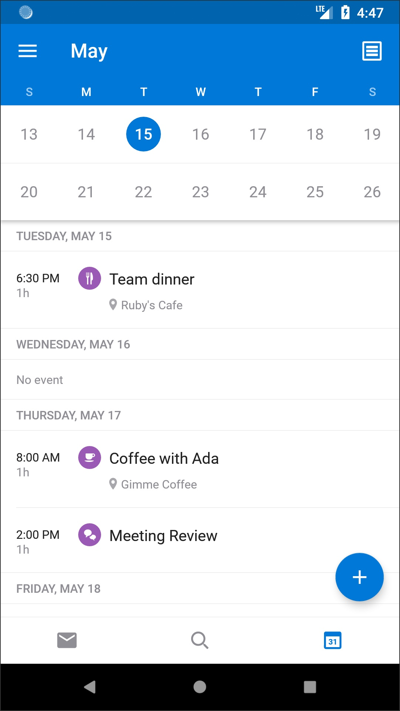 LTE 4:47
May
S M T W T F S
13 14 15 16 17 18 19
20 21 22 23 24 25 26
TUESDAY, MAY 15
6:30 PM Team dinner
1h Ruby's Cafe
WEDNESDAY, MAY 16
No event
THURSDAY, MAY 17
8:00 AM Coffee with Ada
1h Gimme Coffee
2:00 PM Meeting Review
1h
FRIDAY, MAY 18
31